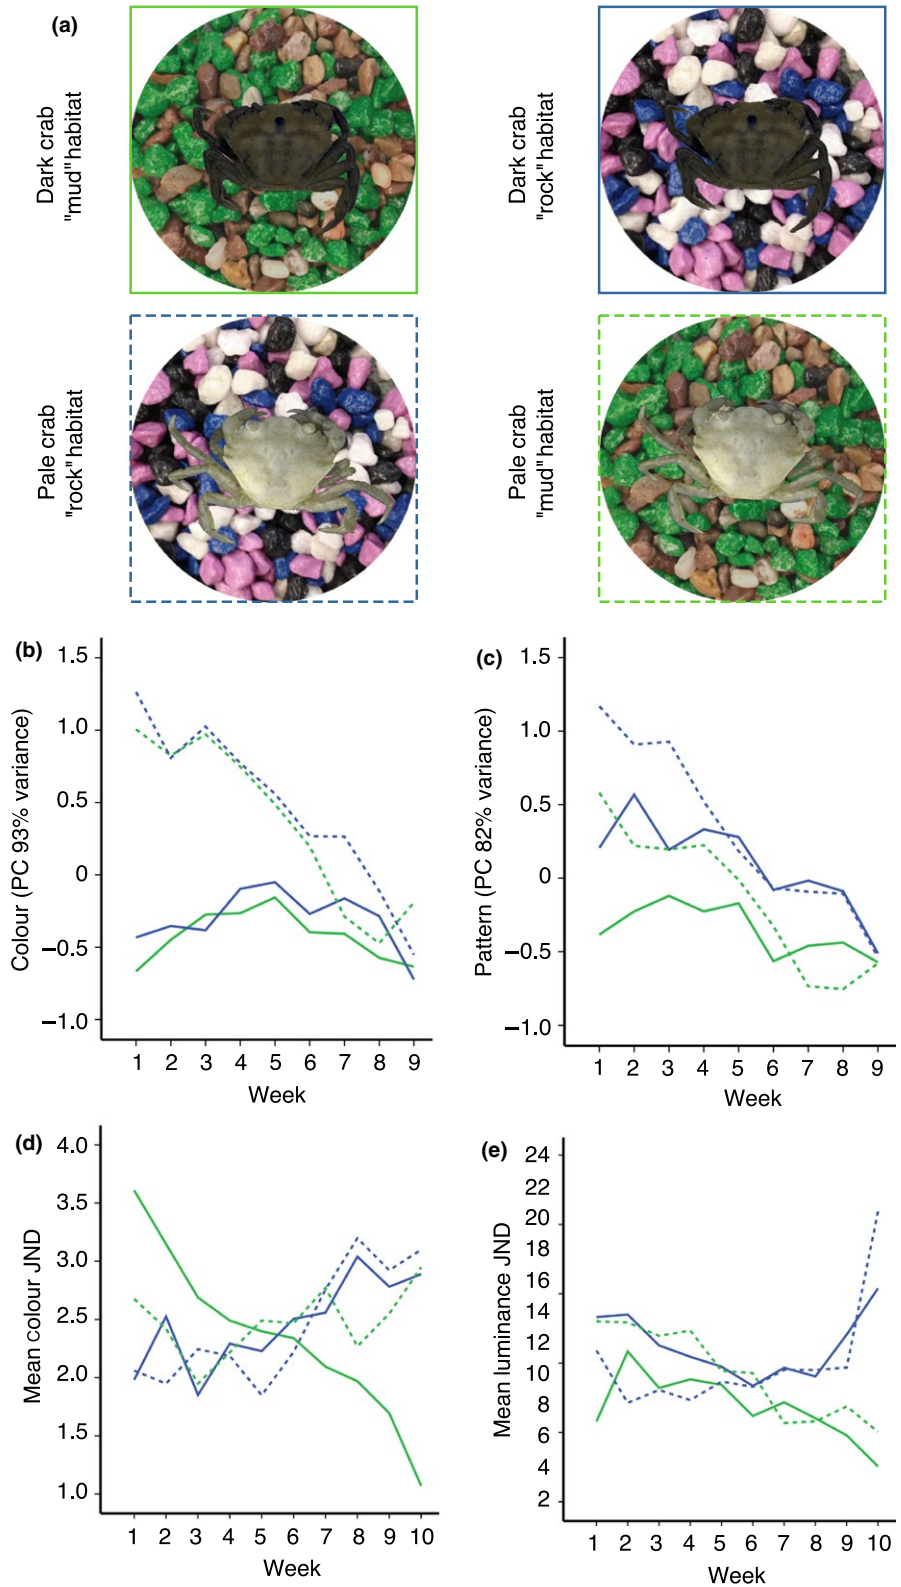 (a)
Dark crab
"mud" habitat
Dark crab
"rock" habitat
Pale crab
"rock" habitat
Pale crab
"mud" habitat
(b)
Colour (PC 93% variance)
1.5
1.0
0.5
0
−0.5
−1.0
1 2 3 4 5 6 7 8 9
Week
(c)
Pattern (PC 82% variance)
1.5
1.0
0.5
0
−0.5
−1.0
1 2 3 4 5 6 7 8 9
Week
(d)
Mean colour JND
4.0
3.5
3.0
2.5
2.0
1.5
1.0
1 2 3 4 5 6 7 8 9 10
Week
(e)
Mean luminance JND
24
22
20
18
16
14
12
10
8
6
4
2
1 2 3 4 5 6 7 8 9 10
Week